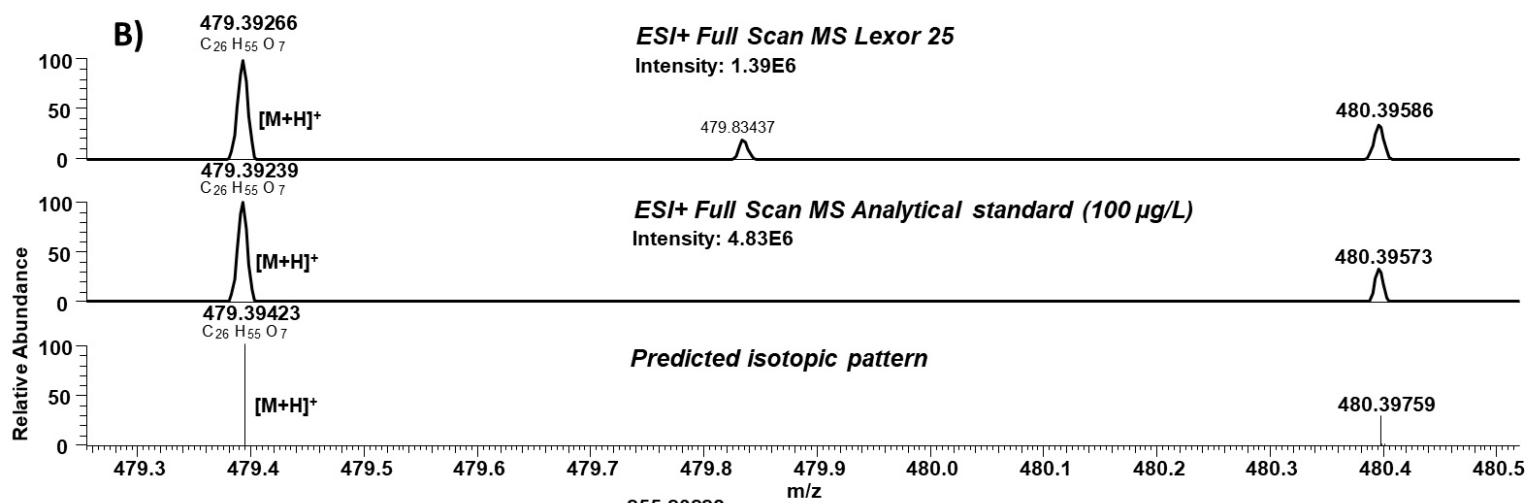 B)
479.39266
C26 H55 O7
ESI+ Full Scan MS Lexor 25
Intensity: 1.39E6
100
50
0
[M+H]+
479.83437
480.39586
479.39239
C26 H55 O7
ESI+ Full Scan MS Analytical standard (100 µg/L)
Intensity: 4.83E6
100
50
0
[M+H]+
480.39573
Relative Abundance
479.39423
C26 H55 O7
Predicted isotopic pattern
100
50
0
[M+H]+
480.39759
479.3 479.4 479.5 479.6 479.7 479.8 479.9 480.0 480.1 480.2 480.3 480.4 480.5
m/z